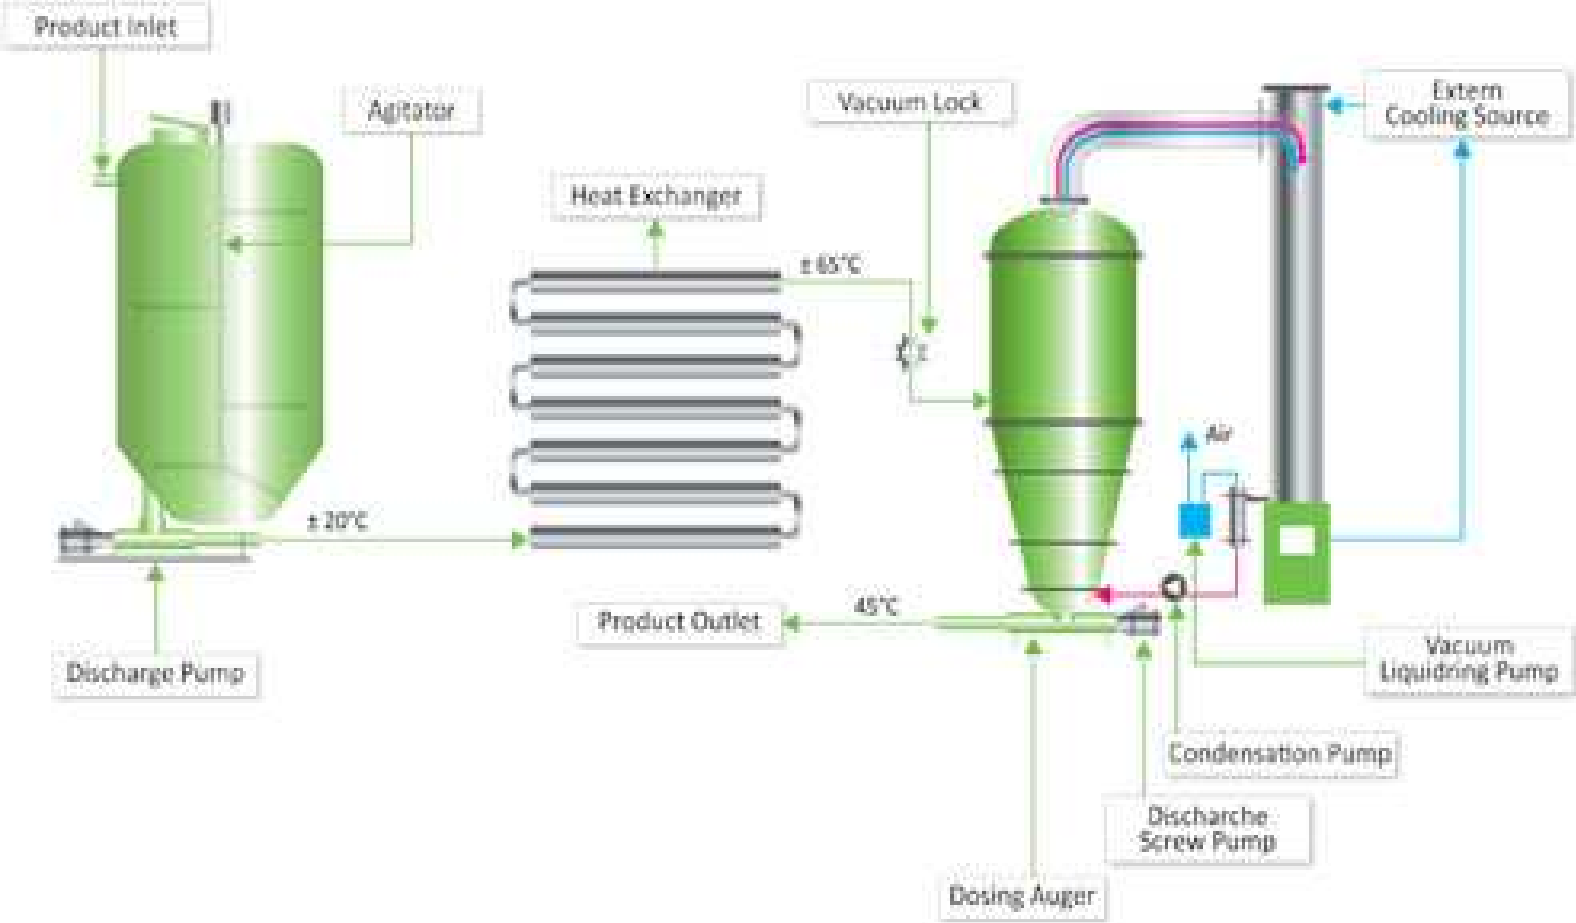 Product Inlet
Agitator
Vacuum Lock
Extern
Cooling Source
Heat Exchanger
± 65°C
Air
± 20°C
45°C
Product Outlet
Discharge Pump
Vacuum
Liquidring Pump
Condensation Pump
Discharche
Screw Pump
Dosing Auger